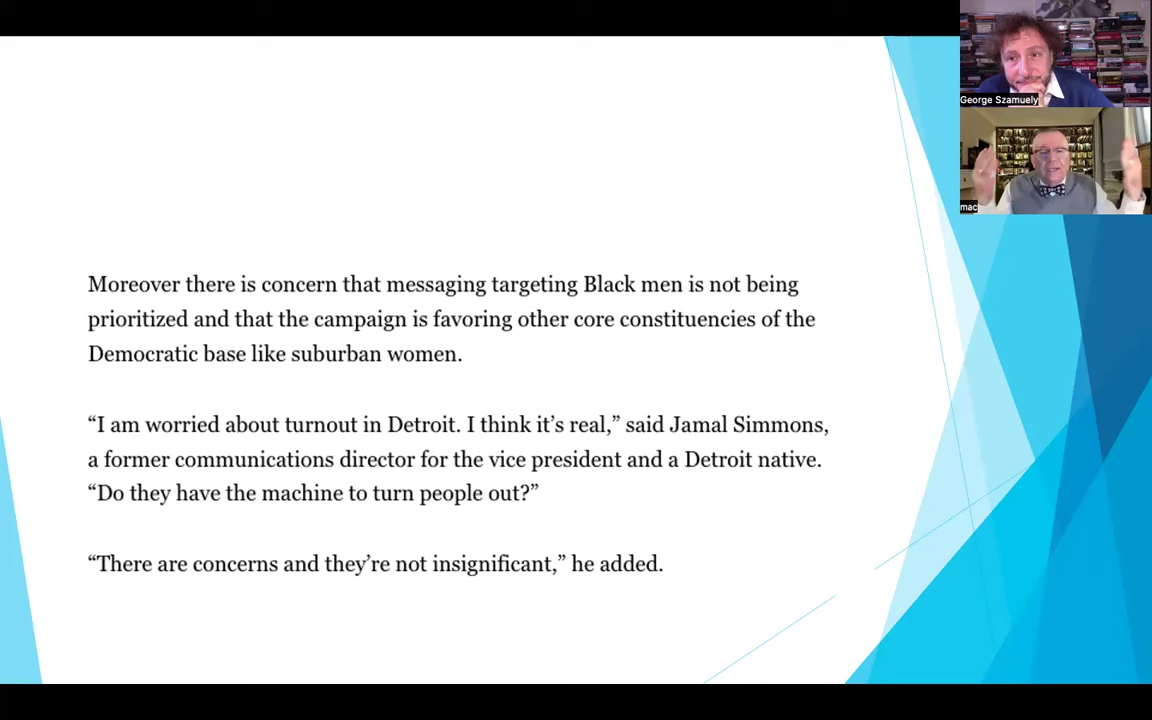 George Szamuely
mac
Moreover there is concern that messaging targeting Black men is not being
prioritized and that the campaign is favoring other core constituencies of the
Democratic base like suburban women.
“I am worried about turnout in Detroit. I think it’s real,” said Jamal Simmons,
a former communications director for the vice president and a Detroit native.
“Do they have the machine to turn people out?”
“There are concerns and they’re not insignificant,” he added.